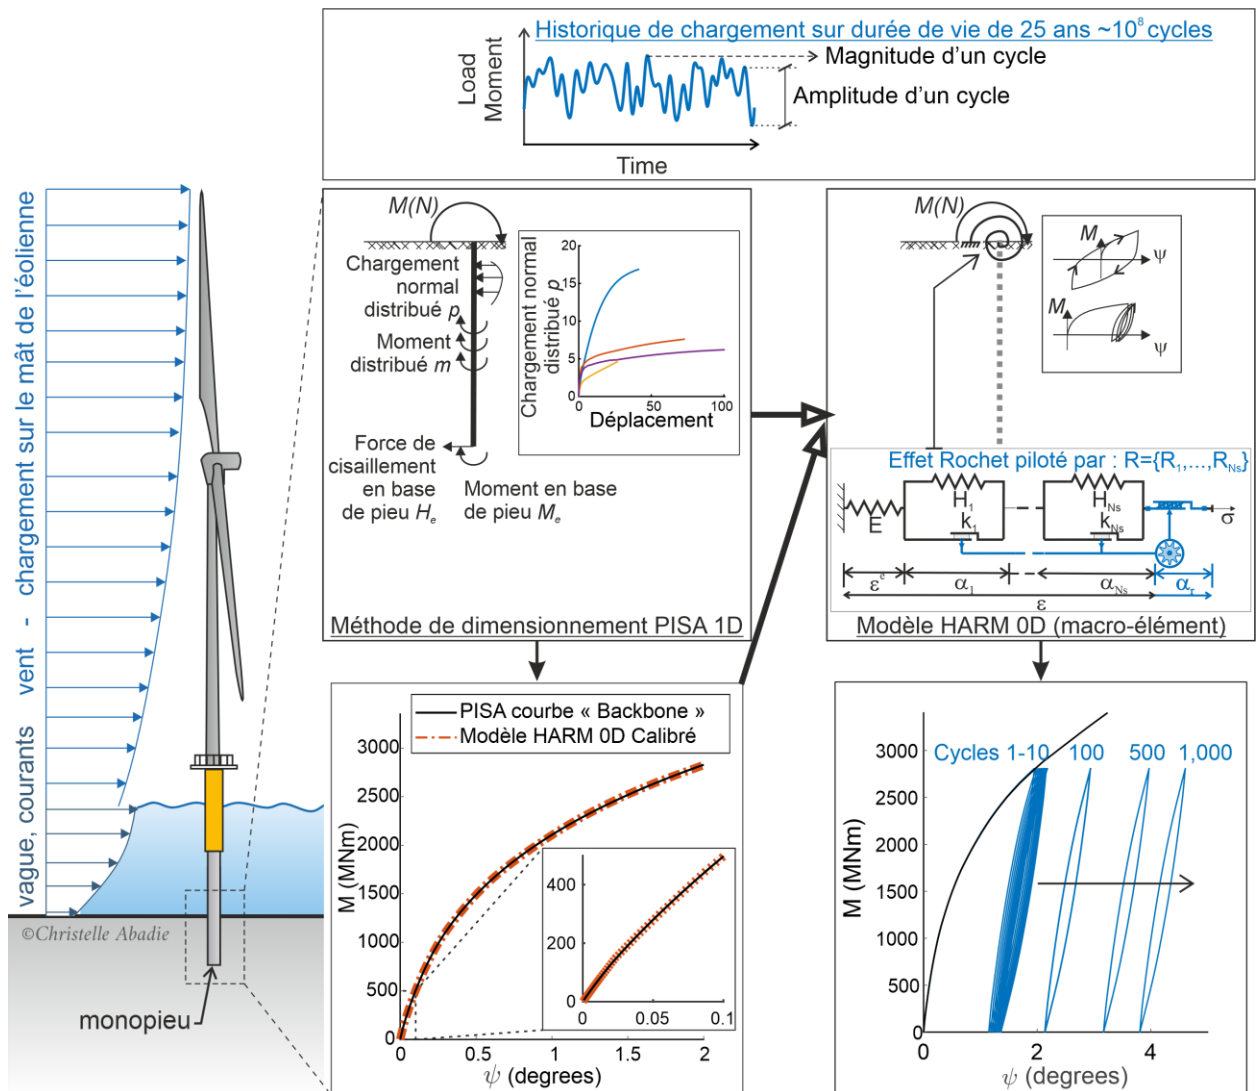 Historique de chargement sur durée de vie de 25 ans ~10⁸ cycles
Load
Moment
Magnitude d'un cycle
Amplitude d'un cycle
Time
vague, courants vent - chargement sur le mât de l'éolienne
©Christelle Abadie
monopieu
M(N)
Chargement
normal
distribué p
Moment
distribué m
Force de
cisaillement
en base
de pieu Hₑ
Moment en base
de pieu Mₑ
Chargement normal
distribué p
20
15
10
5
0
0
50
100
Déplacement
Méthode de dimensionnement PISA 1D
M(N)
M
ψ
M
ψ
Effet Rochet piloté par : R={R₁,...,R_Ns}
E
H₁
k₁
H_Ns
k_Ns
σ
εᵉ
α₁
α_Ns
α_r
ε
Modèle HARM 0D (macro-élément)
PISA courbe « Backbone »
Modèle HARM 0D Calibré
M (MNm)
3000
2500
2000
1500
1000
500
0
0
0.5
1
1.5
2
ψ (degrees)
400
200
0
0
0.05
0.1
Cycles 1-10
100
500
1,000
M (MNm)
3000
2500
2000
1500
1000
500
0
0
2
4
ψ (degrees)